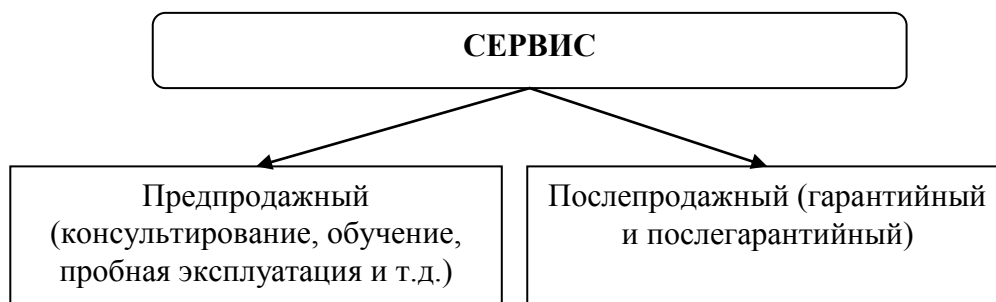 СЕРВИС
Предпродажный
(консультирование, обучение,
пробная эксплуатация и т.д.)
Послепродажный (гарантийный
и послегарантийный)